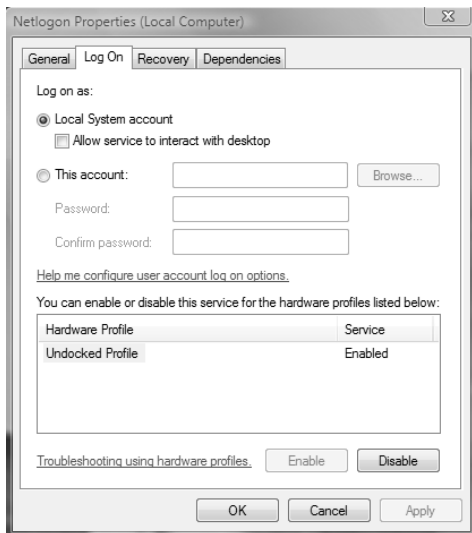 Netlogon Properties (Local Computer)
General Log On Recovery Dependencies
Log on as:
Local System account
Allow service to interact with desktop
This account:
Browse...
Password:
Confirm password:
Help me configure user account log on options.
You can enable or disable this service for the hardware profiles listed below:
Hardware Profile Service
Undocked Profile Enabled
Troubleshooting using hardware profiles. Enable Disable
OK Cancel Apply